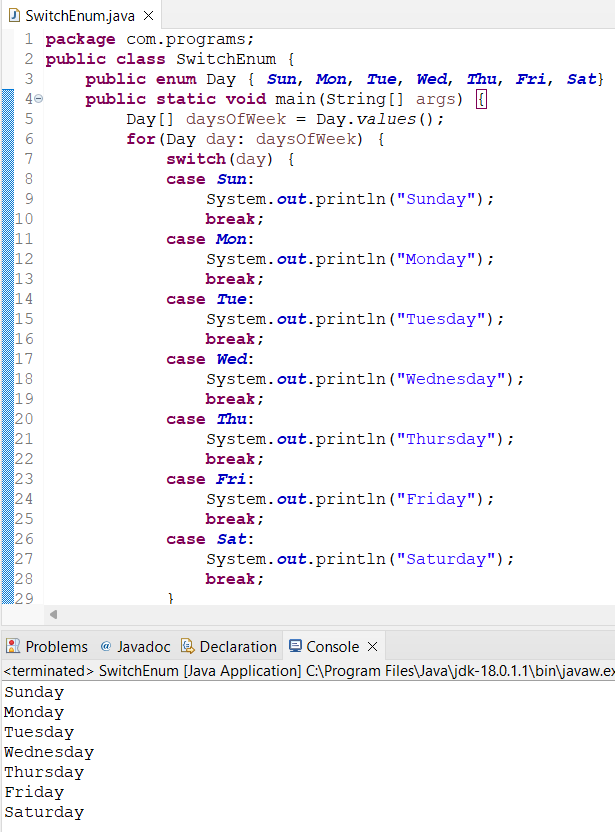 SwitchEnum.java
1 package com.programs;
2 public class SwitchEnum {
3     public enum Day { Sun, Mon, Tue, Wed, Thu, Fri, Sat}
4     public static void main(String[] args) {
5         Day[] daysOfWeek = Day.values();
6         for(Day day: daysOfWeek) {
7             switch(day) {
8             case Sun:
9                 System.out.println("Sunday");
10                 break;
11             case Mon:
12                 System.out.println("Monday");
13                 break;
14             case Tue:
15                 System.out.println("Tuesday");
16                 break;
17             case Wed:
18                 System.out.println("Wednesday");
19                 break;
20             case Thu:
21                 System.out.println("Thursday");
22                 break;
23             case Fri:
24                 System.out.println("Friday");
25                 break;
26             case Sat:
27                 System.out.println("Saturday");
28                 break;
29             }
Problems @ Javadoc Declaration Console
<terminated> SwitchEnum [Java Application] C:\Program Files\Java\jdk-18.0.1.1\bin\javaw.ex
Sunday
Monday
Tuesday
Wednesday
Thursday
Friday
Saturday